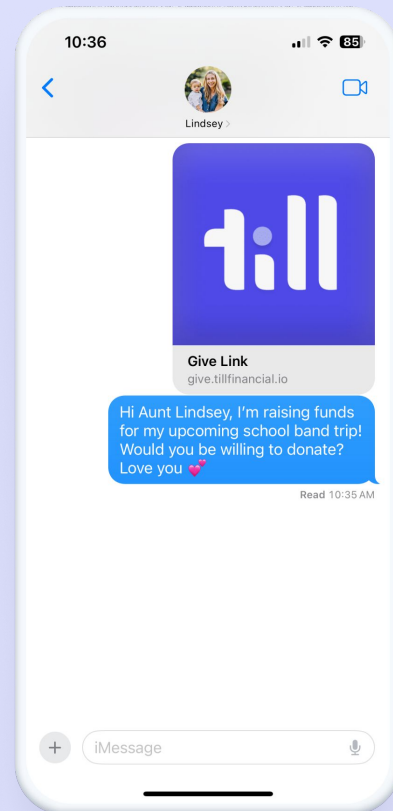 10:36
85
Lindsey
till
Give Link
give.tillfinancial.io
Hi Aunt Lindsey, I'm raising funds
for my upcoming school band trip!
Would you be willing to donate?
Love you 💕
Read 10:35 AM
iMessage